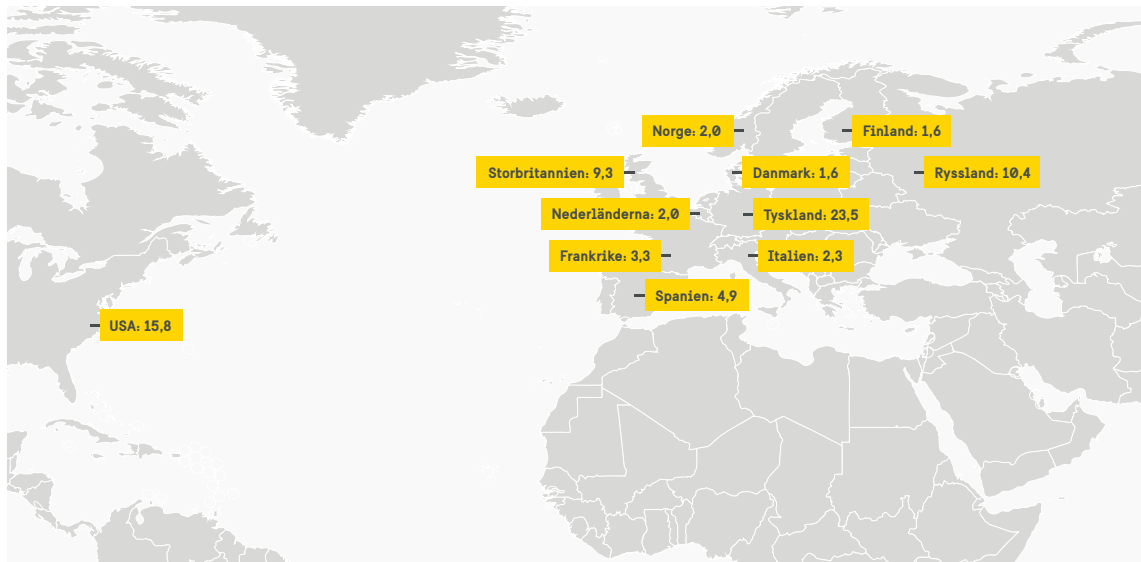 Norge: 2,0
Finland: 1,6
Storbritannien: 9,3
Danmark: 1,6
Ryssland: 10,4
Nederländerna: 2,0
Tyskland: 23,5
Frankrike: 3,3
Italien: 2,3
Spanien: 4,9
USA: 15,8